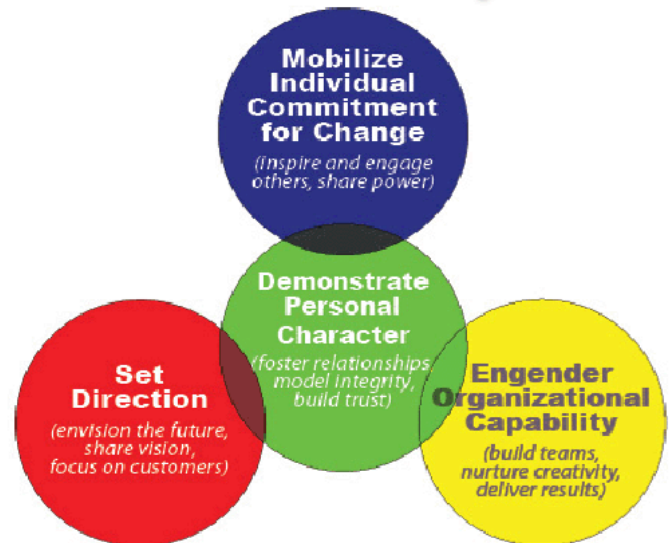 Mobilize
Individual
Commitment
for Change
(inspire and engage
others, share power)
Demonstrate
Personal
Character
(foster relationships
model integrity,
build trust)
Set
Direction
(envision the future,
share vision,
focus on customers)
Engender
Organizational
Capability
(build teams,
nurture creativity,
deliver results)